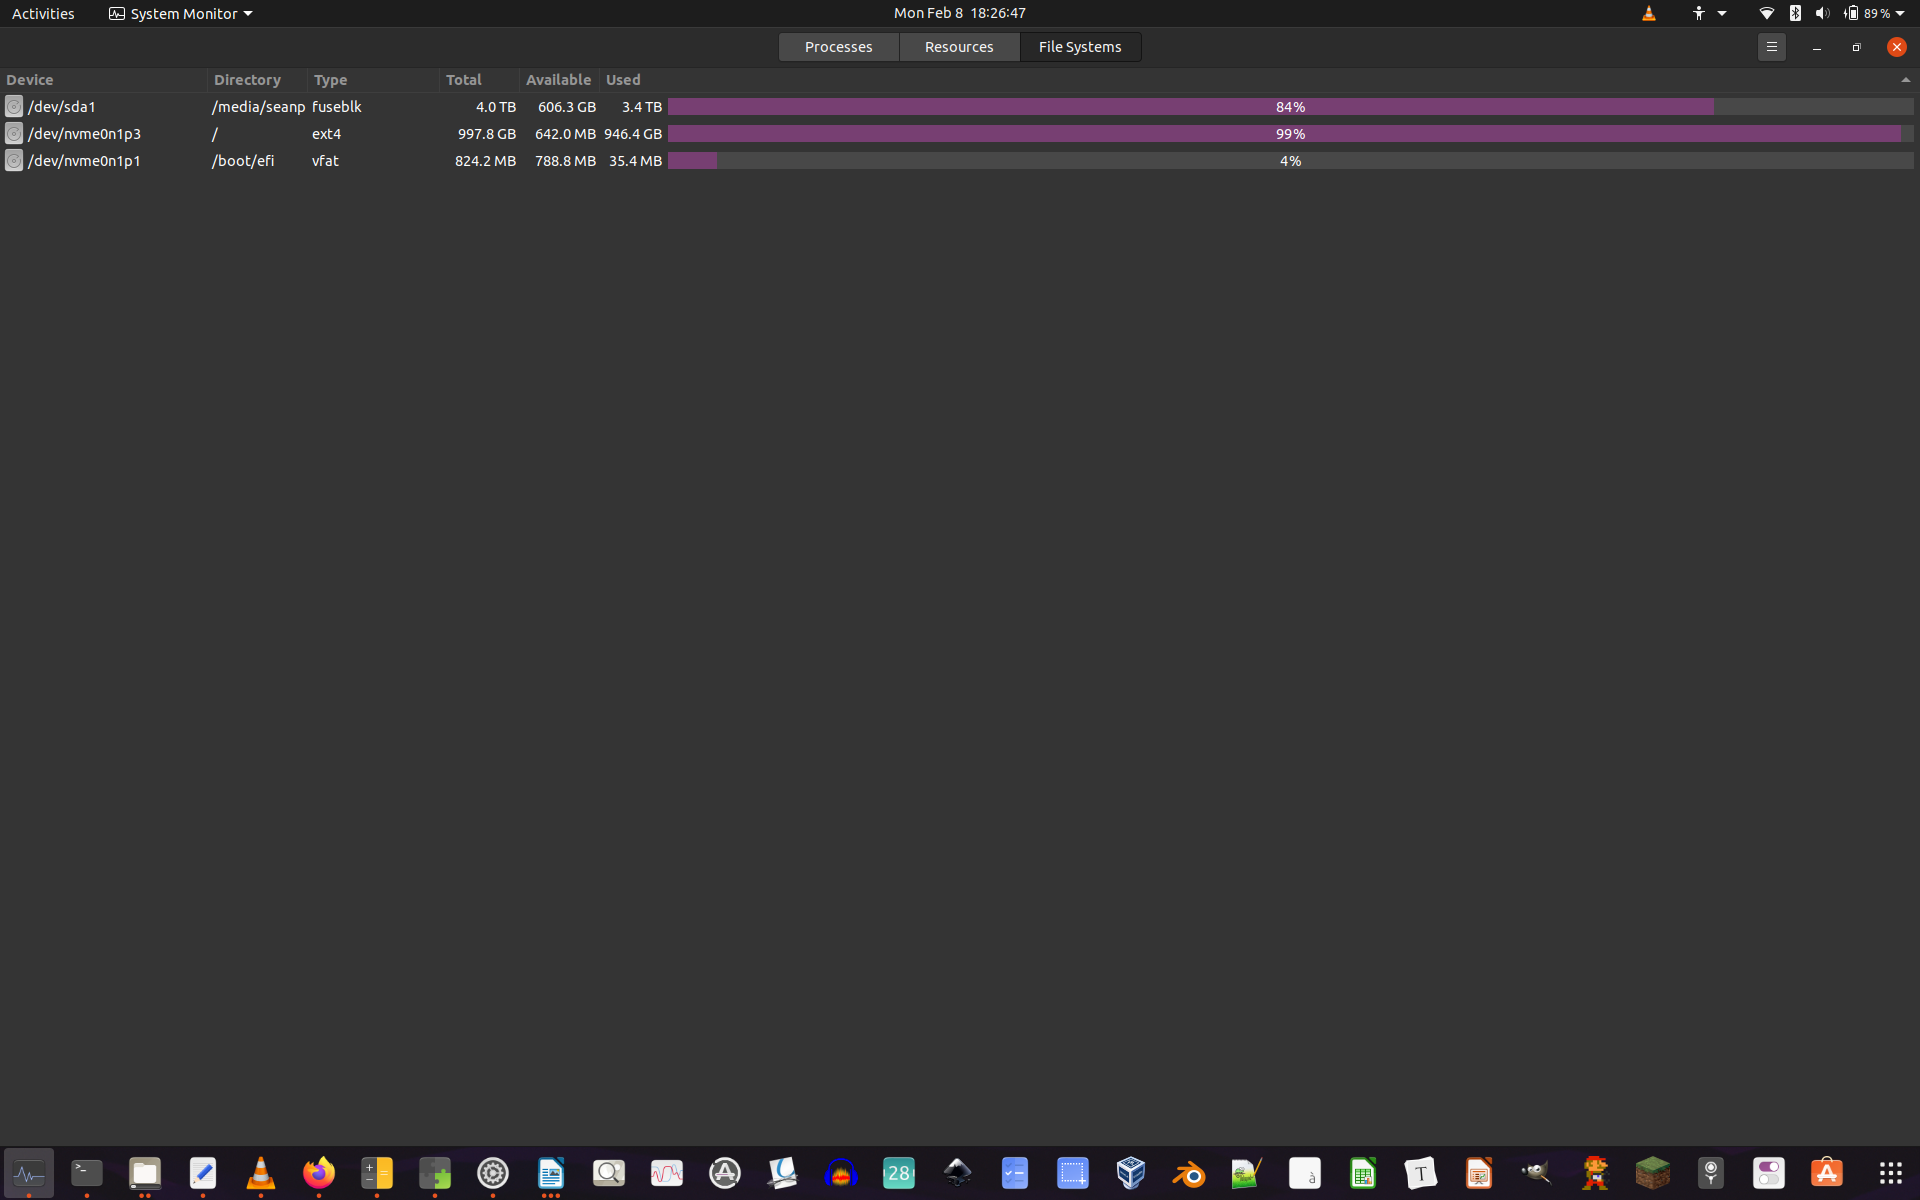 Activities System Monitor Mon Feb 8 18:26:47 89 %
Processes Resources File Systems
Device Directory Type Total Available Used
/dev/sda1 /media/seanp fuseblk 4.0 TB 606.3 GB 3.4 TB 84%
/dev/nvme0n1p3 / ext4 997.8 GB 642.0 MB 946.4 GB 99%
/dev/nvme0n1p1 /boot/efi vfat 824.2 MB 788.8 MB 35.4 MB 4%
>_ 28 à T